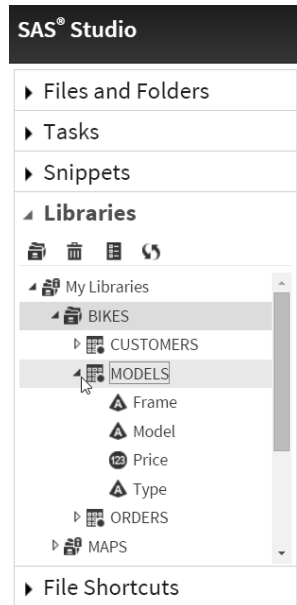 SAS® Studio
Files and Folders
Tasks
Snippets
Libraries
My Libraries
BIKES
CUSTOMERS
MODELS
A Frame
A Model
123 Price
A Type
ORDERS
MAPS
File Shortcuts